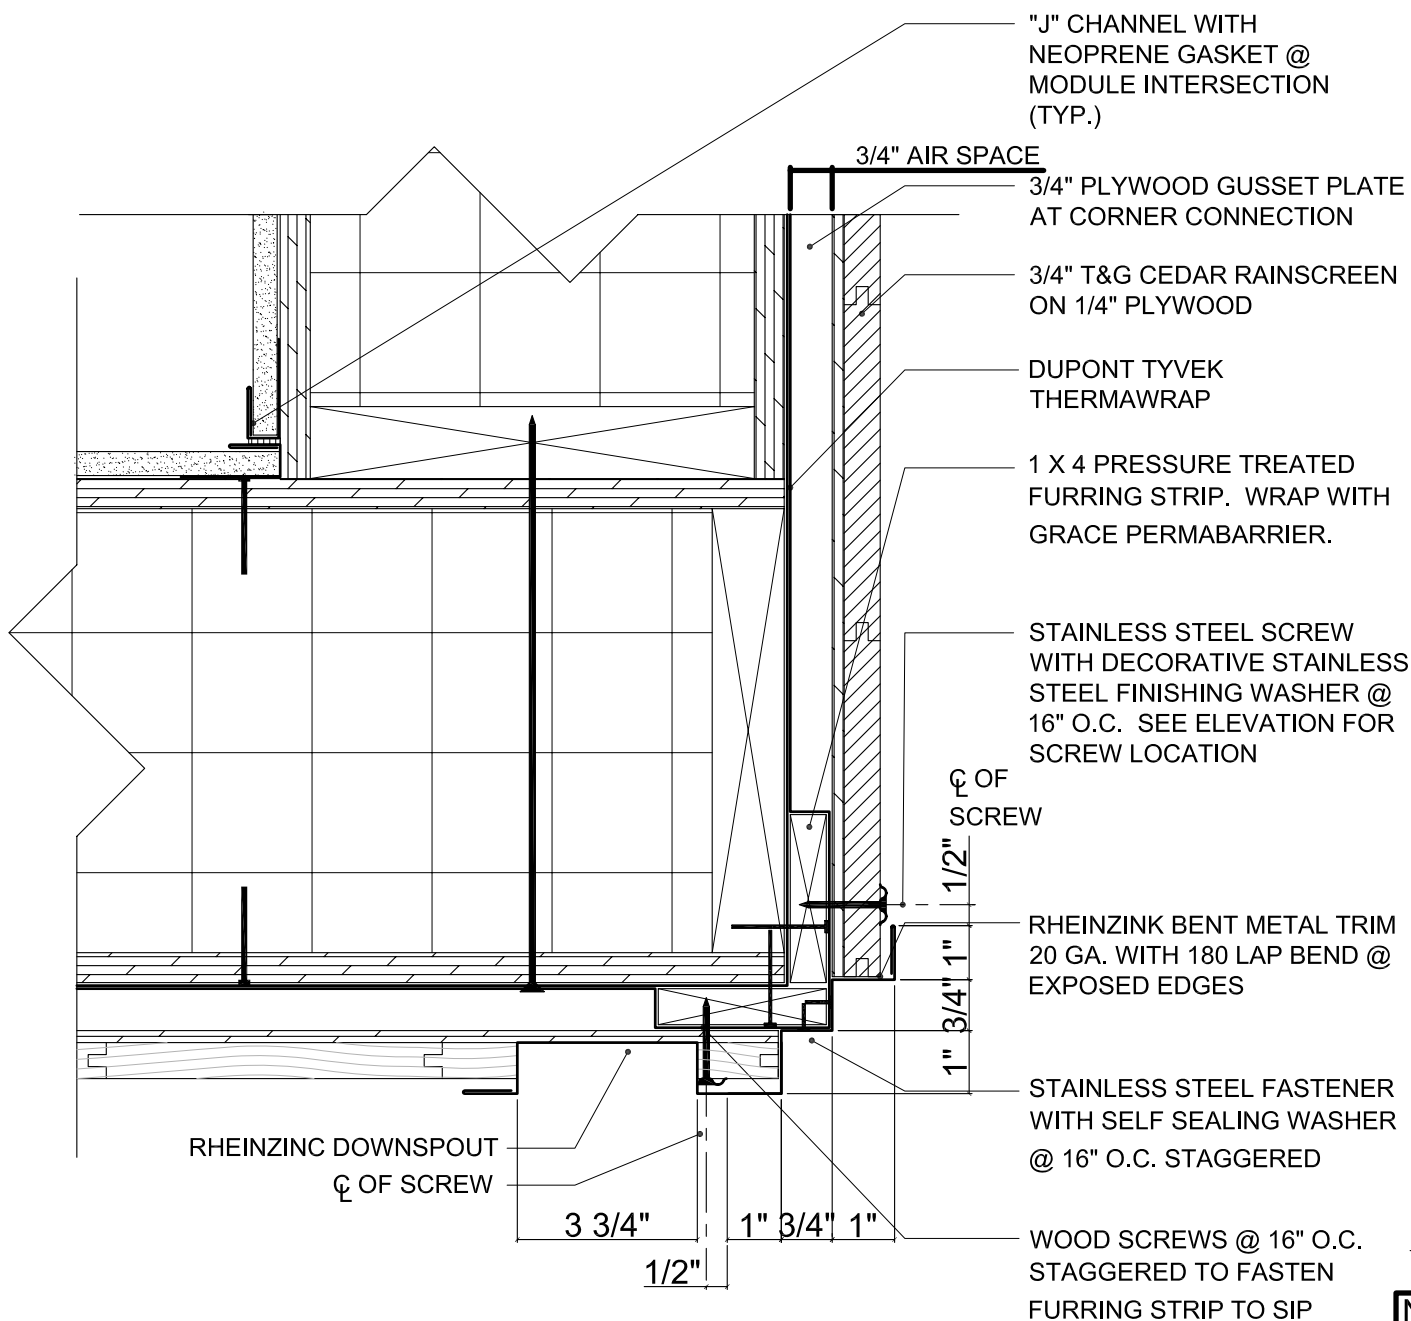 "J" CHANNEL WITH
NEOPRENE GASKET @
MODULE INTERSECTION
(TYP.)
3/4" AIR SPACE
3/4" PLYWOOD GUSSET PLATE
AT CORNER CONNECTION
3/4" T&G CEDAR RAINSCREEN
ON 1/4" PLYWOOD
DUPONT TYVEK
THERMAWRAP
1 X 4 PRESSURE TREATED
FURRING STRIP. WRAP WITH
GRACE PERMABARRIER.
STAINLESS STEEL SCREW
WITH DECORATIVE STAINLESS
STEEL FINISHING WASHER @
16" O.C. SEE ELEVATION FOR
SCREW LOCATION
℄ OF
SCREW
1/2"
1"
3/4"
1"
RHEINZINK BENT METAL TRIM
20 GA. WITH 180 LAP BEND @
EXPOSED EDGES
STAINLESS STEEL FASTENER
WITH SELF SEALING WASHER
@ 16" O.C. STAGGERED
RHEINZINC DOWNSPOUT
℄ OF SCREW
3 3/4"
1"
3/4"
1"
1/2"
WOOD SCREWS @ 16" O.C.
STAGGERED TO FASTEN
FURRING STRIP TO SIP